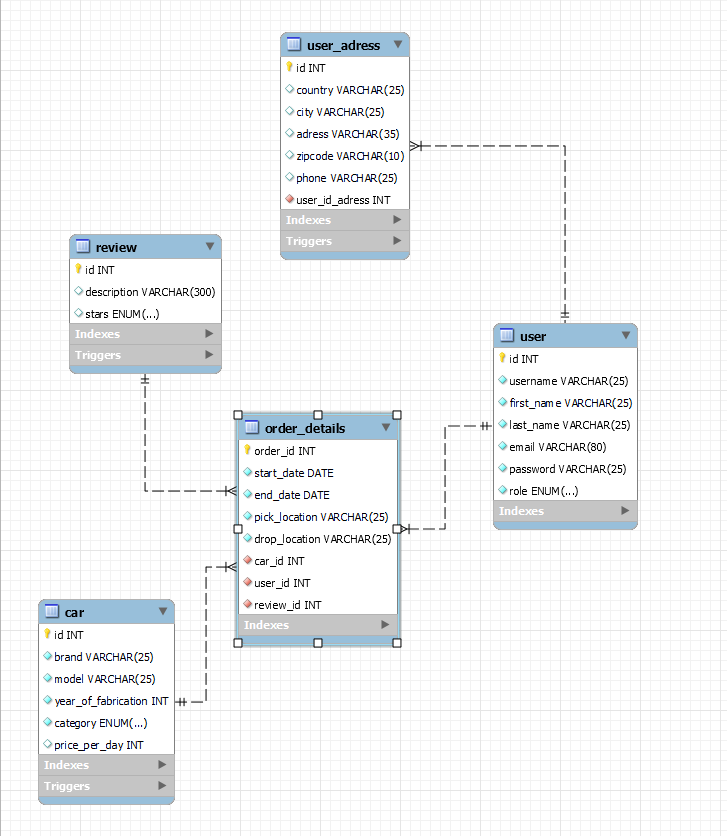 user_adress
id INT
country VARCHAR(25)
city VARCHAR(25)
adress VARCHAR(35)
zipcode VARCHAR(10)
phone VARCHAR(25)
user_id_adress INT
Indexes
Triggers
review
id INT
description VARCHAR(300)
stars ENUM(...)
Indexes
Triggers
user
id INT
username VARCHAR(25)
first_name VARCHAR(25)
last_name VARCHAR(25)
email VARCHAR(80)
password VARCHAR(25)
role ENUM(...)
Indexes
order_details
order_id INT
start_date DATE
end_date DATE
pick_location VARCHAR(25)
drop_location VARCHAR(25)
car_id INT
user_id INT
review_id INT
Indexes
car
id INT
brand VARCHAR(25)
model VARCHAR(25)
year_of_fabrication INT
category ENUM(...)
price_per_day INT
Indexes
Triggers